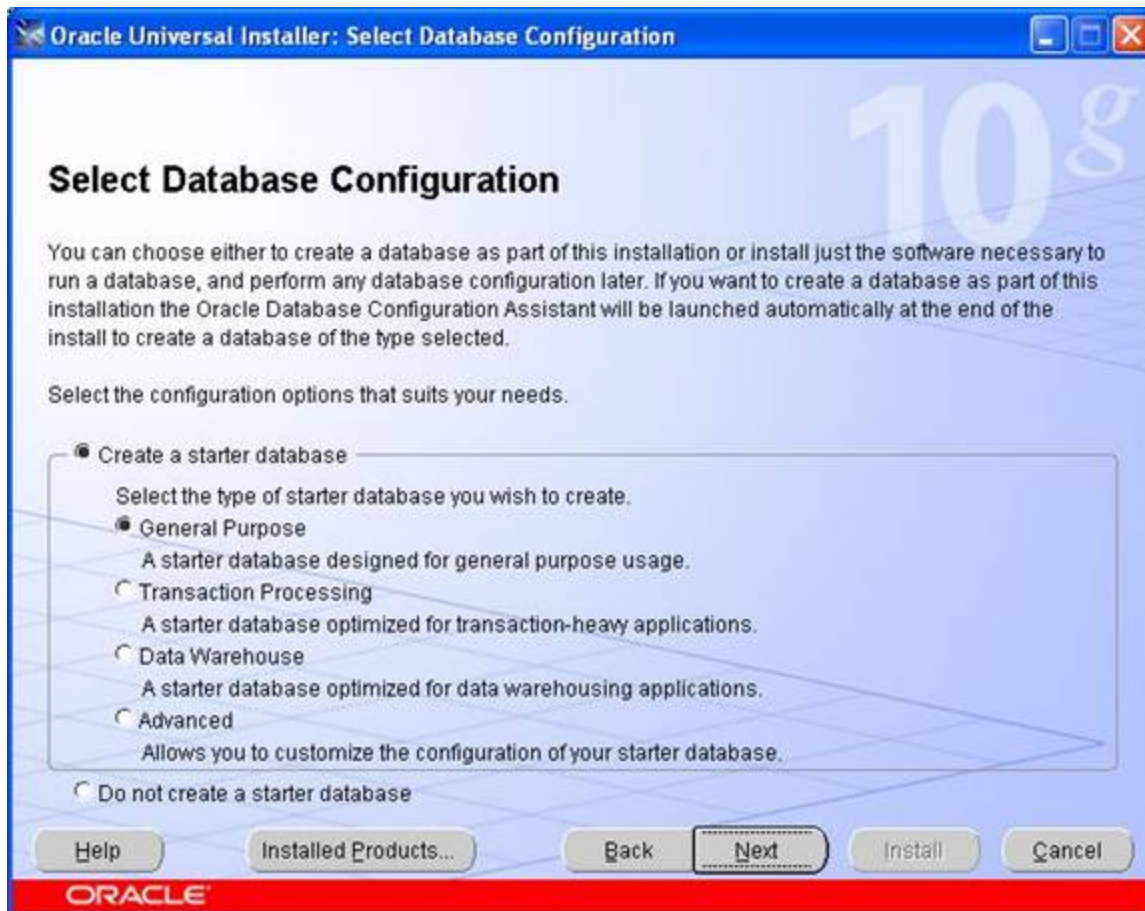 Oracle Universal Installer: Select Database Configuration
10g
Select Database Configuration
You can choose either to create a database as part of this installation or install just the software necessary to
run a database, and perform any database configuration later. If you want to create a database as part of this
installation the Oracle Database Configuration Assistant will be launched automatically at the end of the
install to create a database of the type selected.
Select the configuration options that suits your needs.
Create a starter database
Select the type of starter database you wish to create.
General Purpose
A starter database designed for general purpose usage.
Transaction Processing
A starter database optimized for transaction-heavy applications.
Data Warehouse
A starter database optimized for data warehousing applications.
Advanced
Allows you to customize the configuration of your starter database.
Do not create a starter database
Help Installed Products... Back Next Install Cancel
ORACLE